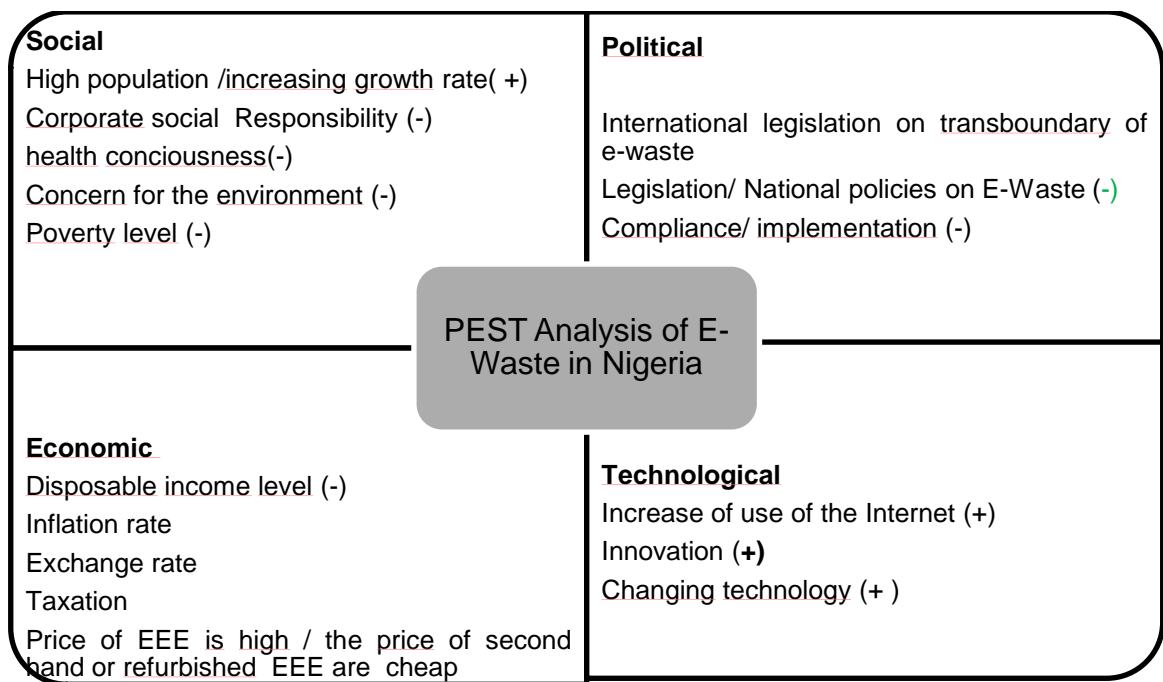 Social
High population /increasing growth rate( +)
Corporate social Responsibility (-)
health conciousness(-)
Concern for the environment (-)
Poverty level (-)
Political
International legislation on transboundary of
e-waste
Legislation/ National policies on E-Waste (-)
Compliance/ implementation (-)
PEST Analysis of E-
Waste in Nigeria
Economic
Disposable income level (-)
Inflation rate
Exchange rate
Taxation
Price of EEE is high / the price of second
hand or refurbished EEE are cheap
Technological
Increase of use of the Internet (+)
Innovation (+)
Changing technology (+ )